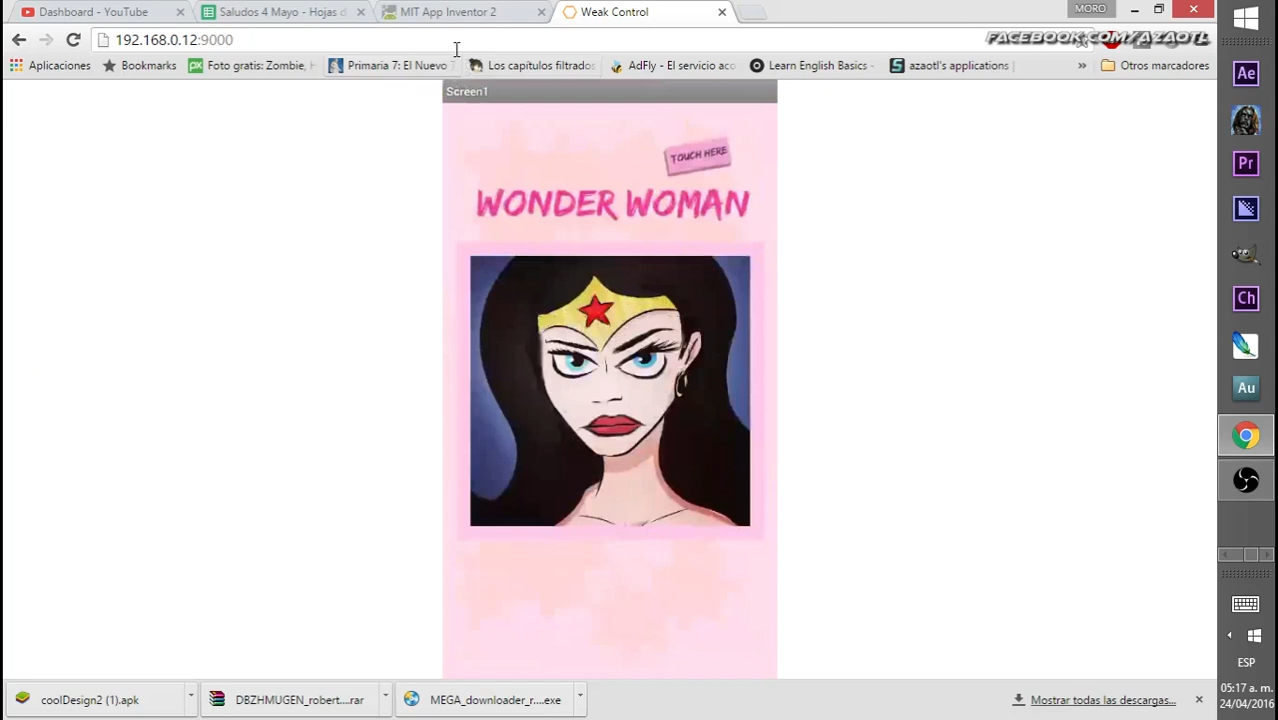 Dashboard - YouTube
Saludos 4 Mayo - Hojas d
MIT App Inventor 2
Weak Control
MORO
192.168.0.12:9000
FACEBOOK.COM/AZAOTL
Aplicaciones
Bookmarks
Foto gratis: Zombie,
Primaria 7: El Nuevo
Los capítulos filtrados
AdFly - El servicio aco
Learn English Basics -
azaotl's applications
»
Otros marcadores
Screen1
TOUCH HERE
WONDER WOMAN
Ae
Pr
Ch
Au
ESP
05:17 a. m.
24/04/2016
coolDesign2 (1).apk
DBZHMUGEN_robert....rar
MEGA_downloader_r....exe
Mostrar todas las descargas...